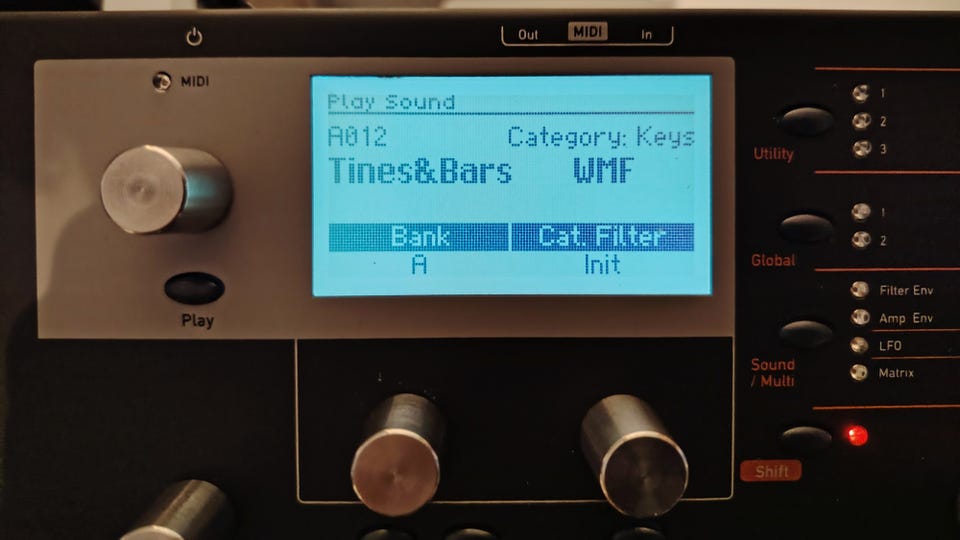 Out MIDI In
MIDI
Play Sound
A012 Category: Keys
Tines&Bars WMF
Bank Cat. Filter
A Init
Play
1
2
3
Utility
1
2
Global
Filter Env
Amp Env
LFO
Matrix
Sound
/ Multi
Shift